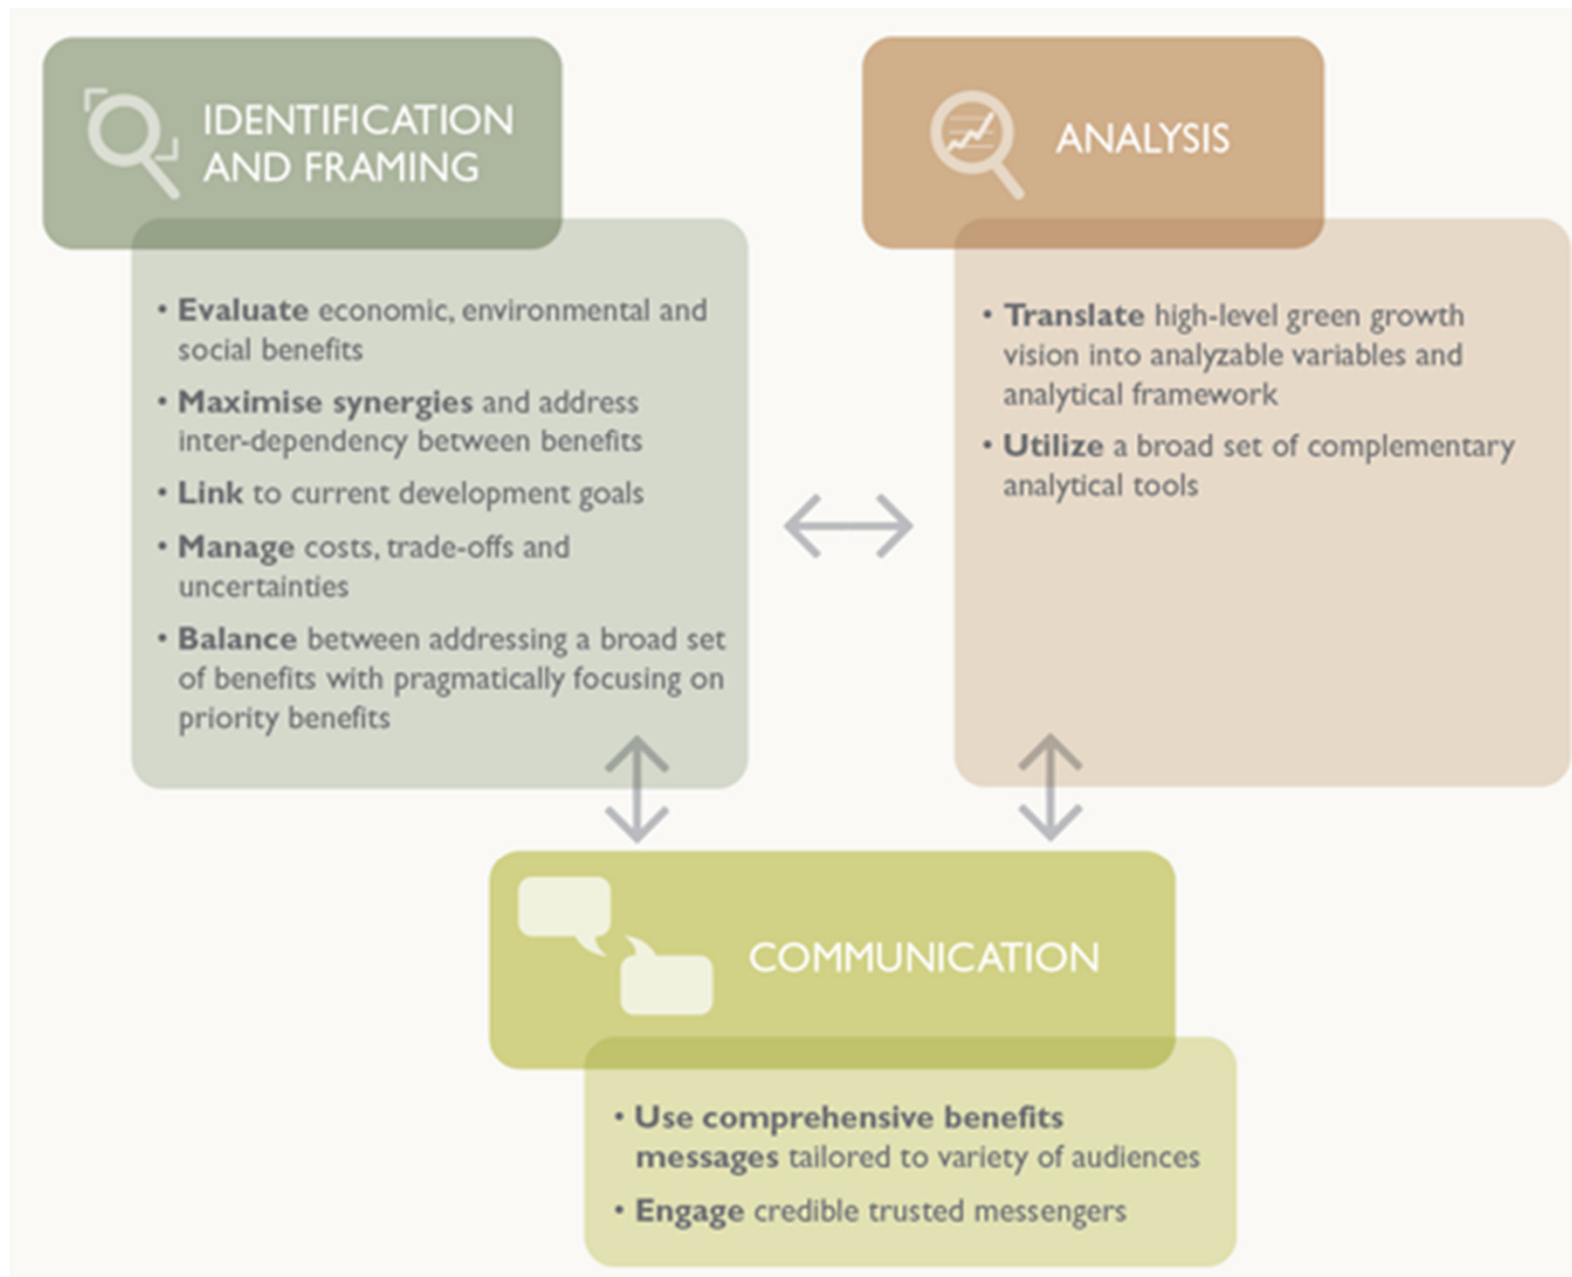 IDENTIFICATION
AND FRAMING
• Evaluate economic, environmental and
social benefits
• Maximise synergies and address
inter-dependency between benefits
• Link to current development goals
• Manage costs, trade-offs and
uncertainties
• Balance between addressing a broad set
of benefits with pragmatically focusing on
priority benefits
ANALYSIS
• Translate high-level green growth
vision into analyzable variables and
analytical framework
• Utilize a broad set of complementary
analytical tools
COMMUNICATION
• Use comprehensive benefits
messages tailored to variety of audiences
• Engage credible trusted messengers